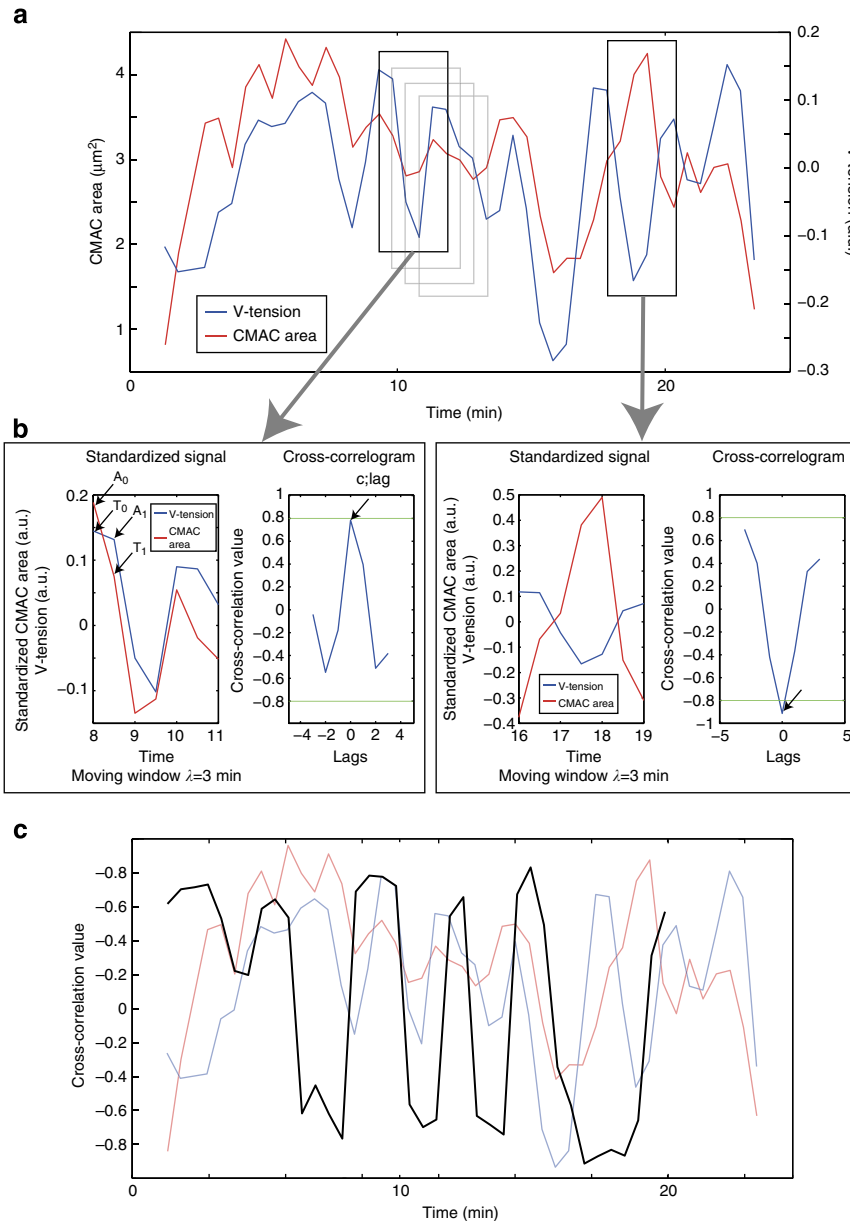 a
4
3
2
1
CMAC area (µm²)
0.2
0.1
0.0
−0.1
−0.2
−0.3
V-tension
CMAC area
0
10
20
Time (min)
b
Standardized signal
Cross-correlogram
A₀
c;lag
T₀
A₁
T₁
V-tension
CMAC
area
0.2
0.15
0.1
0.05
0
−0.1
Standardized CMAC area (a.u.)
V-tension (a.u.)
8
9
10
11
Time
Moving window λ=3 min
1
0.8
0.6
0.4
0.2
0
−0.2
−0.4
−0.6
−0.8
Cross-correlation value
−4
−2
0
2
4
Lags
Standardized signal
Cross-correlogram
0.5
0.4
0.3
0.2
0.1
0
−0.1
−0.2
−0.3
−0.4
Standardized CMAC area (a.u.)
V-tension (a.u.)
V-tension
CMAC area
16
17
18
19
Time
Moving window λ=3 min
1
0.8
0.6
0.4
0.2
0
−0.2
−0.4
−0.6
−0.8
−1
Cross-correlation value
−5
0
5
Lags
c
−0.8
−0.6
−0.4
−0.2
0
−0.4
−0.6
−0.8
Cross-correlation value
0
10
20
Time (min)